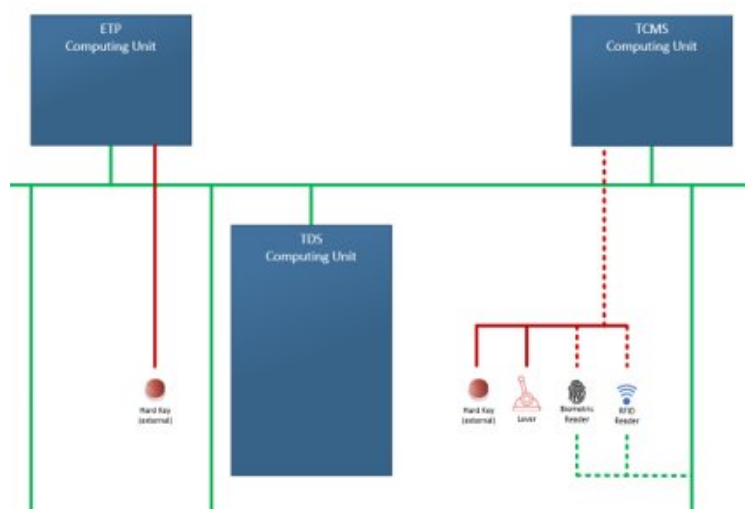 ETP
Computing Unit
TCMS
Computing Unit
TDS
Computing Unit
Hard Key
(external)
Hard Key
(external)
Lever
Biometric
Reader
RFID
Reader